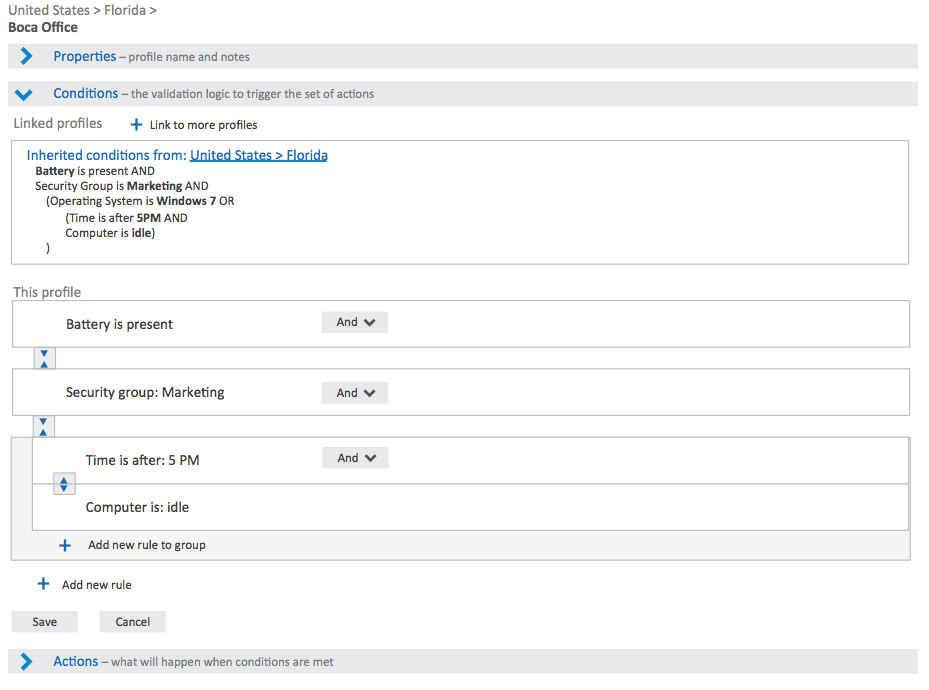 United States > Florida >
Boca Office
Properties – profile name and notes
Conditions – the validation logic to trigger the set of actions
Linked profiles + Link to more profiles
Inherited conditions from: United States > Florida
Battery is present AND
Security Group is Marketing AND
(Operating System is Windows 7 OR
(Time is after 5PM AND
Computer is idle)
)
This profile
Battery is present And
Security group: Marketing And
Time is after: 5 PM And
Computer is: idle
+ Add new rule to group
+ Add new rule
Save Cancel
Actions – what will happen when conditions are met